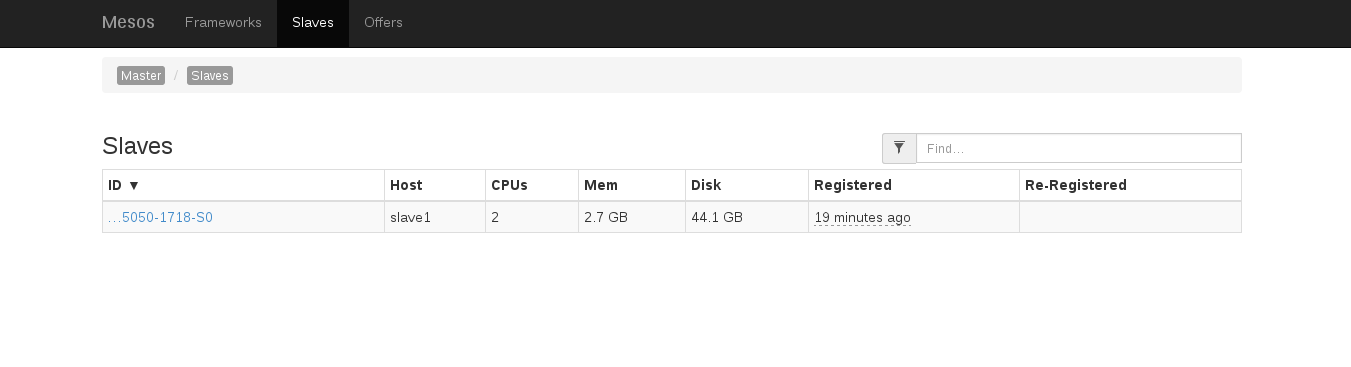 Mesos Frameworks Slaves Offers
Master / Slaves
Slaves Find...
ID ▼ Host CPUs Mem Disk Registered Re-Registered
…5050-1718-S0 slave1 2 2.7 GB 44.1 GB 19 minutes ago